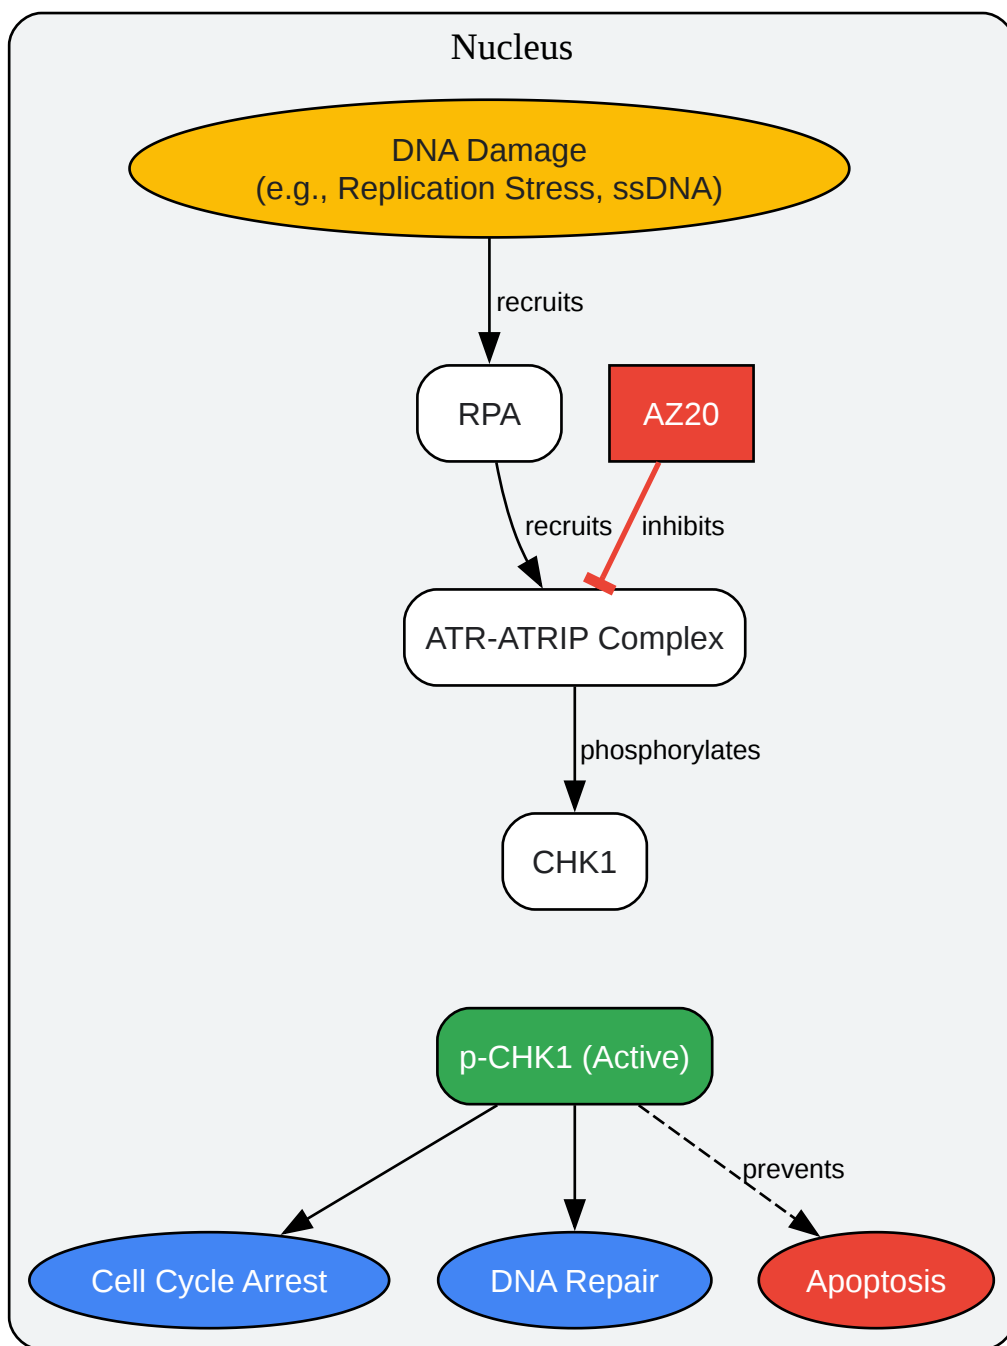 Nucleus
DNA Damage
(e.g., Replication Stress, ssDNA)
recruits
RPA
AZ20
recruits
inhibits
ATR-ATRIP Complex
phosphorylates
CHK1
p-CHK1 (Active)
prevents
Cell Cycle Arrest
DNA Repair
Apoptosis